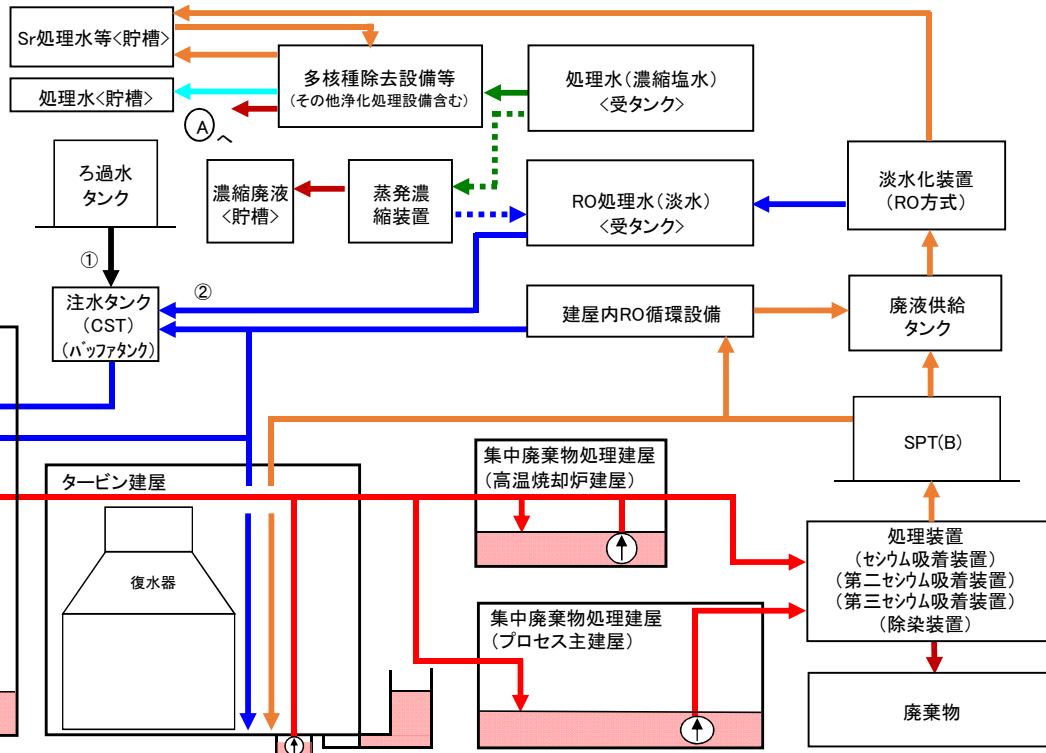 Sr処理水等<貯槽>
処理水<貯槽>
多核種除去設備等
(その他浄化処理設備含む)
Aへ
処理水(濃縮塩水)
<受タンク>
ろ過水
タンク
濃縮廃液
<貯槽>
蒸発濃
縮装置
RO処理水(淡水)
<受タンク>
淡水化装置
(RO方式)
①
②
注水タンク
(CST)
(バッファタンク)
建屋内RO循環設備
廃液供給
タンク
SPT(B)
タービン建屋
復水器
集中廃棄物処理建屋
(高温焼却炉建屋)
集中廃棄物処理建屋
(プロセス主建屋)
処理装置
(セシウム吸着装置)
(第二セシウム吸着装置)
(第三セシウム吸着装置)
(除染装置)
廃棄物